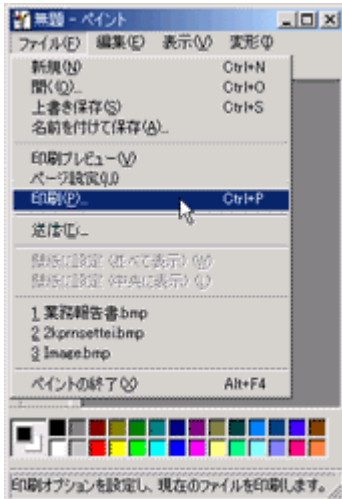 無題 - ペイント
ファイル(F) 編集(E) 表示(V) 変形(I)
新規(N) Ctrl+N
開く(O)... Ctrl+O
上書き保存(S) Ctrl+S
名前を付けて保存(A)...
印刷プレビュー(V)
ページ設定(U)
印刷(P)... Ctrl+P
送信(E)...
壁紙に設定 (並べて表示) (W)
壁紙に設定 (中央に表示) (L)
1 業務報告書.bmp
2 2kprnsettei.bmp
3 Image.bmp
ペイントの終了(X) Alt+F4
印刷オプションを設定し、現在のファイルを印刷します。